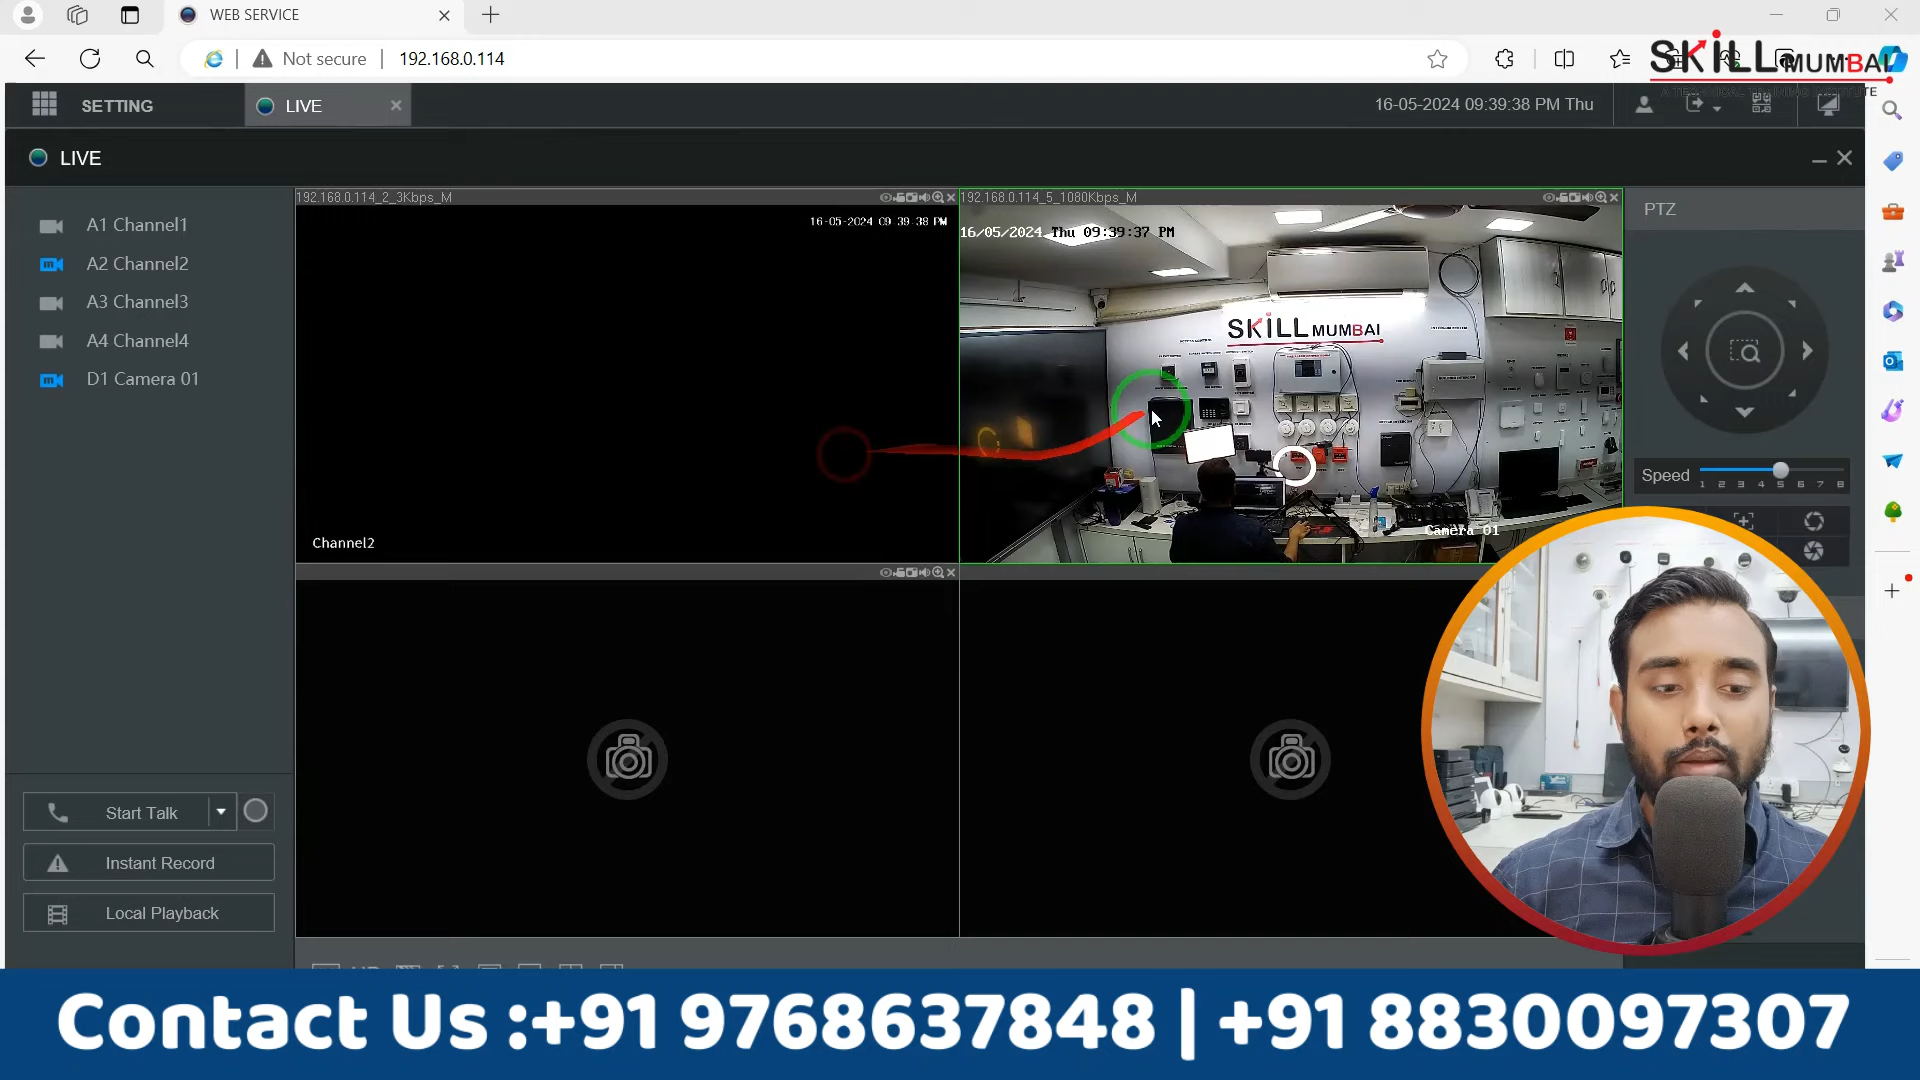 WEB SERVICE
Not secure
192.168.0.114
SKILL MUMBAI
SETTING
LIVE
16-05-2024 09:39:38 PM Thu
LIVE
192.168.0.114_2_3Kbps_M
192.168.0.114_5_1080Kbps_M
16-05-2024 09:39:38 PM
16/05/2024 Thu 09:39:37 PM
PTZ
A1 Channel1
A2 Channel2
A3 Channel3
A4 Channel4
D1 Camera 01
SKILL MUMBAI
Speed
1 2 3 4 5 6 7 8
Camera 01
Channel2
Start Talk
Instant Record
Local Playback
Contact Us :+91 9768637848 | +91 8830097307